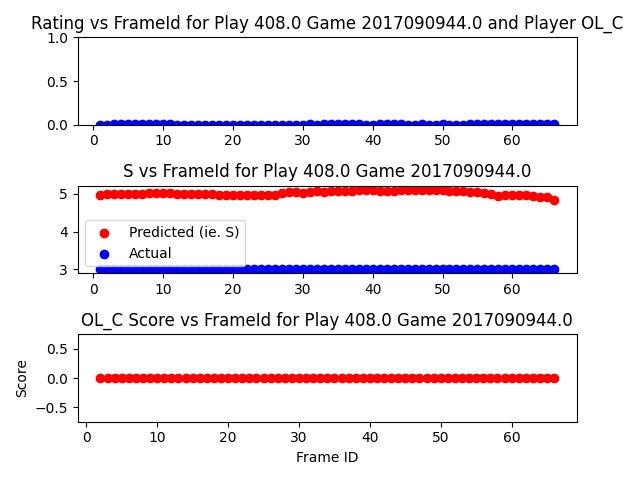 Rating vs FrameId for Play 408.0 Game 2017090944.0 and Player OL_C
1.0
0.5
0.0
0 10 20 30 40 50 60
S vs FrameId for Play 408.0 Game 2017090944.0
5
4
3
Predicted (ie. S)
Actual
0 10 20 30 40 50 60
OL_C Score vs FrameId for Play 408.0 Game 2017090944.0
Score
0.5
0.0
−0.5
0 10 20 30 40 50 60
Frame ID